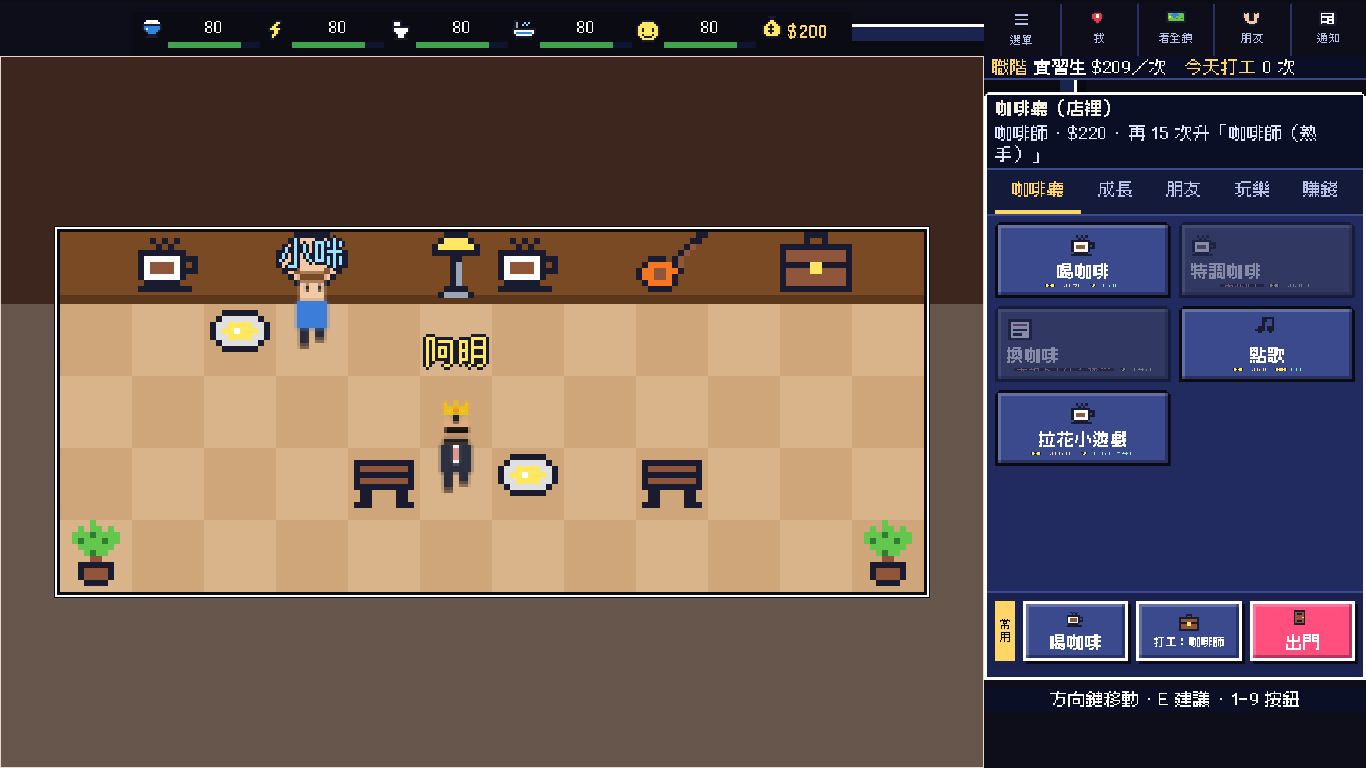 80 80 80 80 80 $200
選單 我 看全鎮 朋友 通知
職階 實習生 $209／次 今天打工 0 次
咖啡廳（店裡）
咖啡師 · $220 · 再 15 次升「咖啡師（熟
手）」
咖啡廳 成長 朋友 玩樂 賺錢
喝咖啡 特調咖啡
換咖啡 點歌
拉花小遊戲
小咪
阿明
常用 喝咖啡 打工：咖啡師 出門
方向鍵移動 · E 建議 · 1-9 按鈕